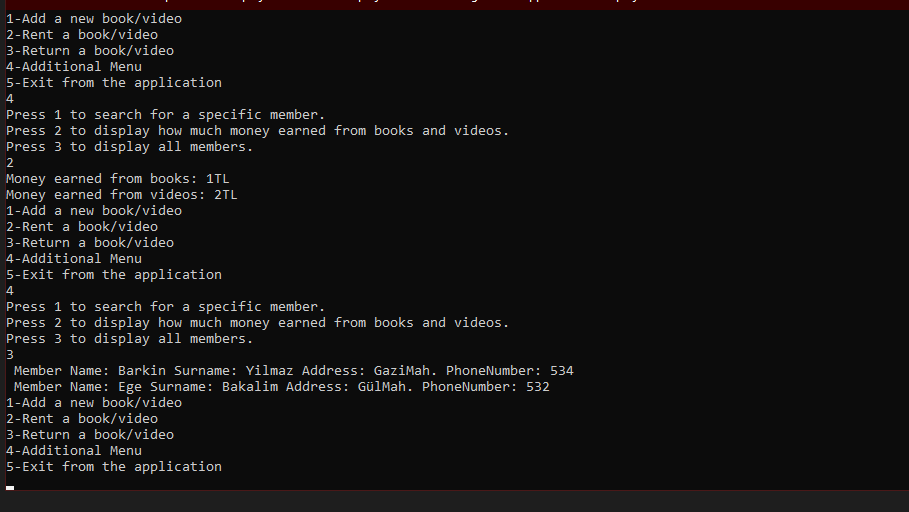 1-Add a new book/video
2-Rent a book/video
3-Return a book/video
4-Additional Menu
5-Exit from the application
4
Press 1 to search for a specific member.
Press 2 to display how much money earned from books and videos.
Press 3 to display all members.
2
Money earned from books: 1TL
Money earned from videos: 2TL
1-Add a new book/video
2-Rent a book/video
3-Return a book/video
4-Additional Menu
5-Exit from the application
4
Press 1 to search for a specific member.
Press 2 to display how much money earned from books and videos.
Press 3 to display all members.
3
Member Name: Barkin Surname: Yilmaz Address: GaziMah. PhoneNumber: 534
Member Name: Ege Surname: Bakalim Address: GülMah. PhoneNumber: 532
1-Add a new book/video
2-Rent a book/video
3-Return a book/video
4-Additional Menu
5-Exit from the application